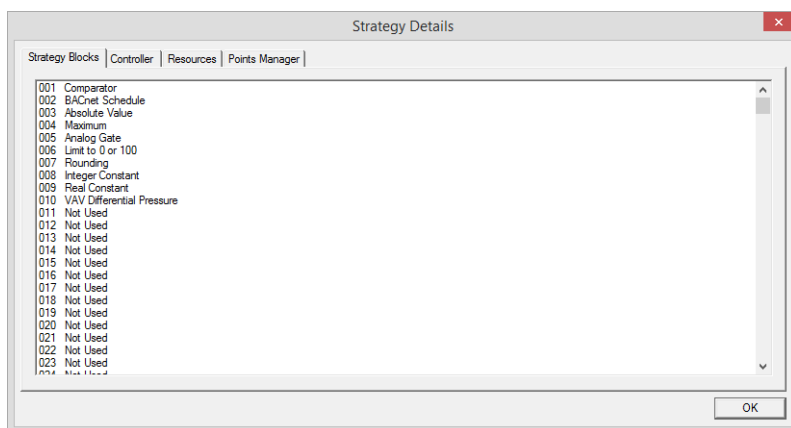 Strategy Details
Strategy Blocks Controller Resources Points Manager
001 Comparator
002 BACnet Schedule
003 Absolute Value
004 Maximum
005 Analog Gate
006 Limit to 0 or 100
007 Rounding
008 Integer Constant
009 Real Constant
010 VAV Differential Pressure
011 Not Used
012 Not Used
013 Not Used
014 Not Used
015 Not Used
016 Not Used
017 Not Used
018 Not Used
019 Not Used
020 Not Used
021 Not Used
022 Not Used
023 Not Used
024 Not Used
OK